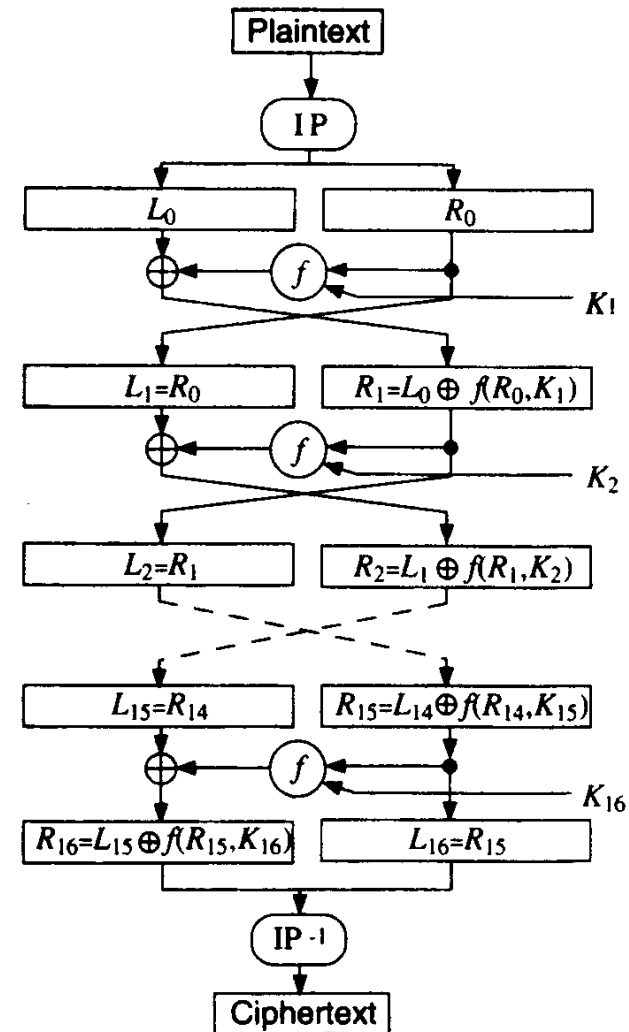 Plaintext
IP
L₀
R₀
f
K₁
L₁=R₀
R₁=L₀ ⊕ f(R₀,K₁)
f
K₂
L₂=R₁
R₂=L₁ ⊕ f(R₁,K₂)
L₁₅=R₁₄
R₁₅=L₁₄⊕f(R₁₄,K₁₅)
f
K₁₆
R₁₆=L₁₅⊕f(R₁₅,K₁₆)
L₁₆=R₁₅
IP⁻¹
Ciphertext